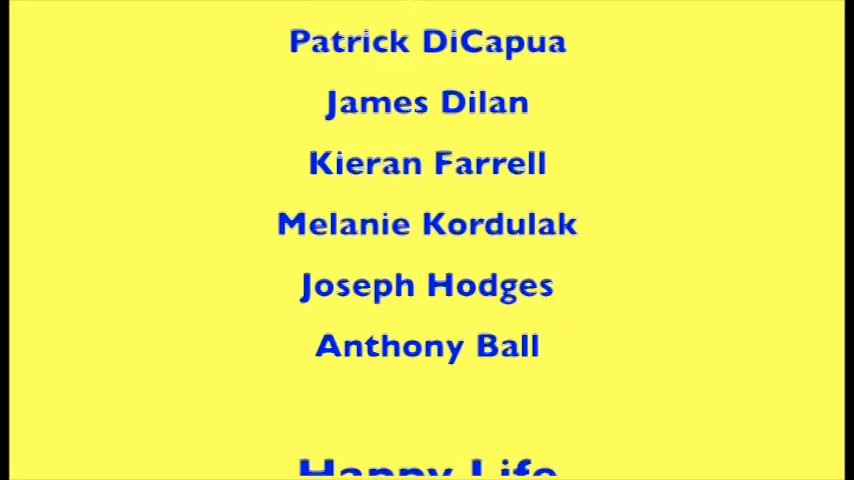 Patrick DiCapua
James Dilan
Kieran Farrell
Melanie Kordulak
Joseph Hodges
Anthony Ball
Happy Life